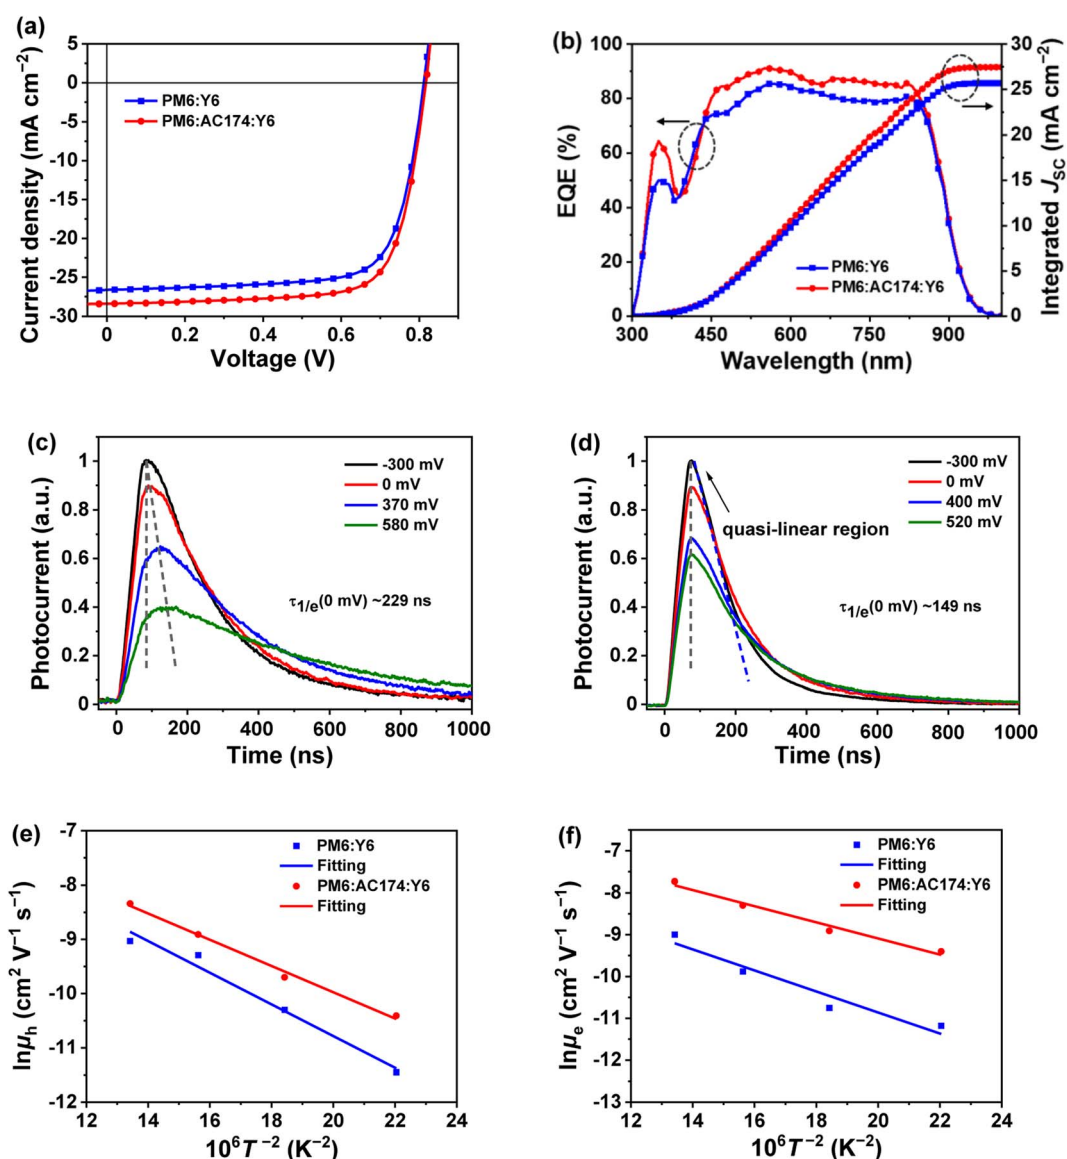 (a)
5
0
-5
-10
-15
-20
-25
-30
Current density (mA cm⁻²)
PM6:Y6
PM6:AC174:Y6
0 0.2 0.4 0.6 0.8
Voltage (V)
(b)
100
80
60
40
20
0
EQE (%)
30
25
20
15
10
5
0
Integrated J_SC (mA cm⁻²)
PM6:Y6
PM6:AC174:Y6
300 450 600 750 900
Wavelength (nm)
(c)
1
0.8
0.6
0.4
0.2
0
Photocurrent (a.u.)
-300 mV
0 mV
370 mV
580 mV
τ1/e(0 mV) ~229 ns
0 200 400 600 800 1000
Time (ns)
(d)
1
0.8
0.6
0.4
0.2
0
Photocurrent (a.u.)
-300 mV
0 mV
400 mV
520 mV
quasi-linear region
τ1/e(0 mV) ~149 ns
0 200 400 600 800 1000
Time (ns)
(e)
-7
-8
-9
-10
-11
-12
lnμh (cm² V⁻¹ s⁻¹)
PM6:Y6
Fitting
PM6:AC174:Y6
Fitting
12 14 16 18 20 22 24
10⁶T⁻² (K⁻²)
(f)
-7
-8
-9
-10
-11
-12
-13
lnμe (cm² V⁻¹ s⁻¹)
PM6:Y6
Fitting
PM6:AC174:Y6
Fitting
12 14 16 18 20 22 24
10⁶T⁻² (K⁻²)